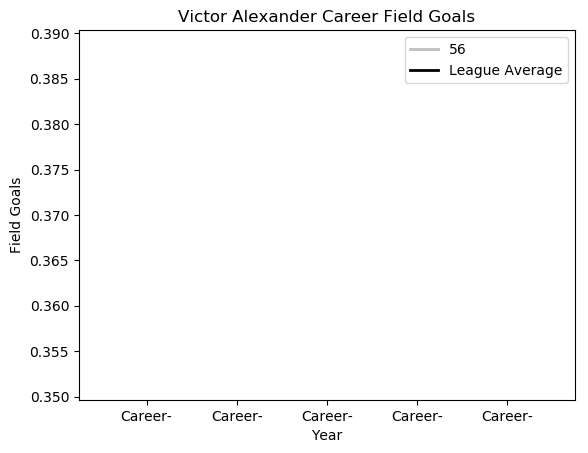 Victor Alexander Career Field Goals
56
League Average
0.390
0.385
0.380
0.375
0.370
0.365
0.360
0.355
0.350
Field Goals
Career- Career- Career- Career- Career-
Year